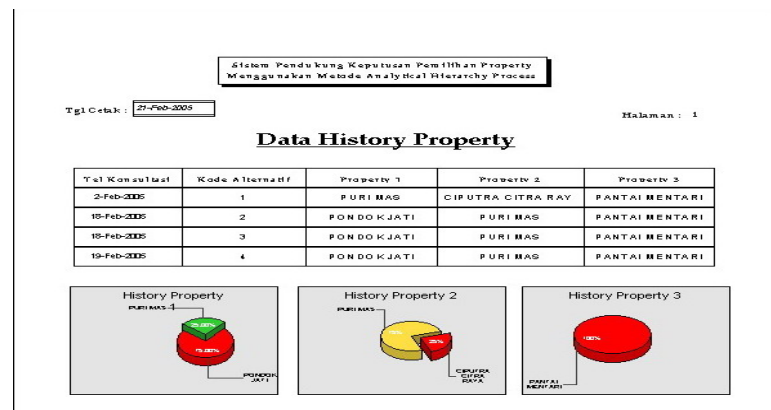 Sistem Pendukung Keputusan Pemilihan Property
Menggunakan Metode Analytical Hierarchy Process
Tgl Cetak : 21-Feb-2005
Halaman : 1
Data History Property
Tgl Konsultasi Kode Alternatif Property 1 Property 2 Property 3
2-Feb-2005 1 PURI MAS CIPUTRA CITRA RAY PANTAI MENTARI
18-Feb-2005 2 PONDOK JATI PURI MAS PANTAI MENTARI
18-Feb-2005 3 PONDOK JATI PURI MAS PANTAI MENTARI
19-Feb-2005 4 PONDOK JATI PURI MAS PANTAI MENTARI
History Property
1
PURI MAS
25.00%
75.00%
PONDOK
JATI
History Property 2
PURI MAS
75%
25%
CIPUTRA
CITRA
RAYA
History Property 3
100%
PANTAI
MENTARI